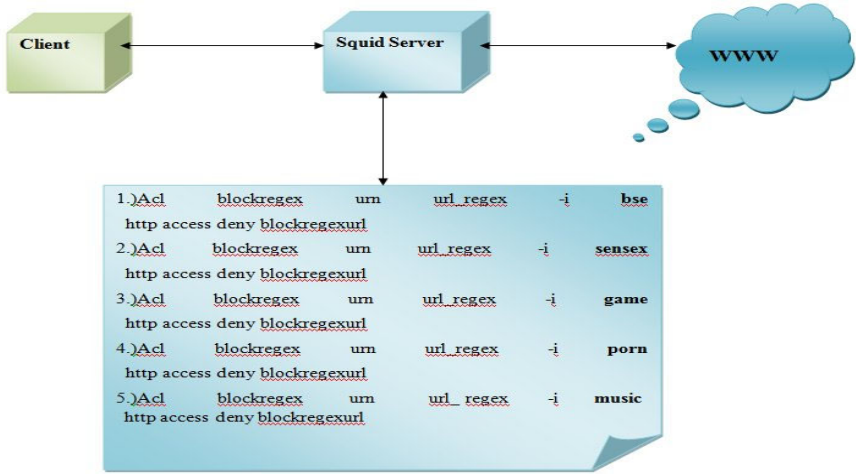 Client
Squid Server
WWW
1.)Acl blockregex urn url_regex -i bse
http access deny blockregexurl
2.)Acl blockregex urn url_regex -i sensex
http access deny blockregexurl
3.)Acl blockregex urn url_regex -i game
http access deny blockregexurl
4.)Acl blockregex urn url_regex -i porn
http access deny blockregexurl
5.)Acl blockregex urn url_ regex -i music
http access deny blockregexurl